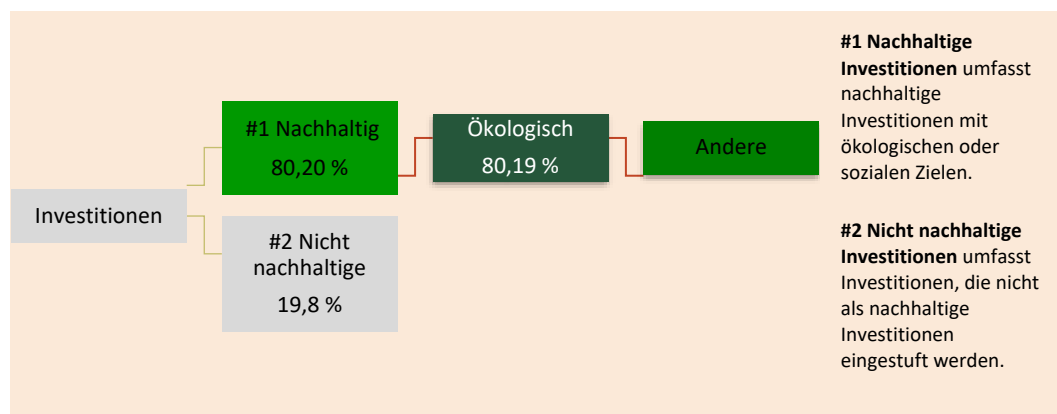 Investitionen
#1 Nachhaltig
80,20 %
#2 Nicht
nachhaltige
19,8 %
Ökologisch
80,19 %
Andere
#1 Nachhaltige
Investitionen umfasst
nachhaltige
Investitionen mit
ökologischen oder
sozialen Zielen.
#2 Nicht nachhaltige
Investitionen umfasst
Investitionen, die nicht
als nachhaltige
Investitionen
eingestuft werden.